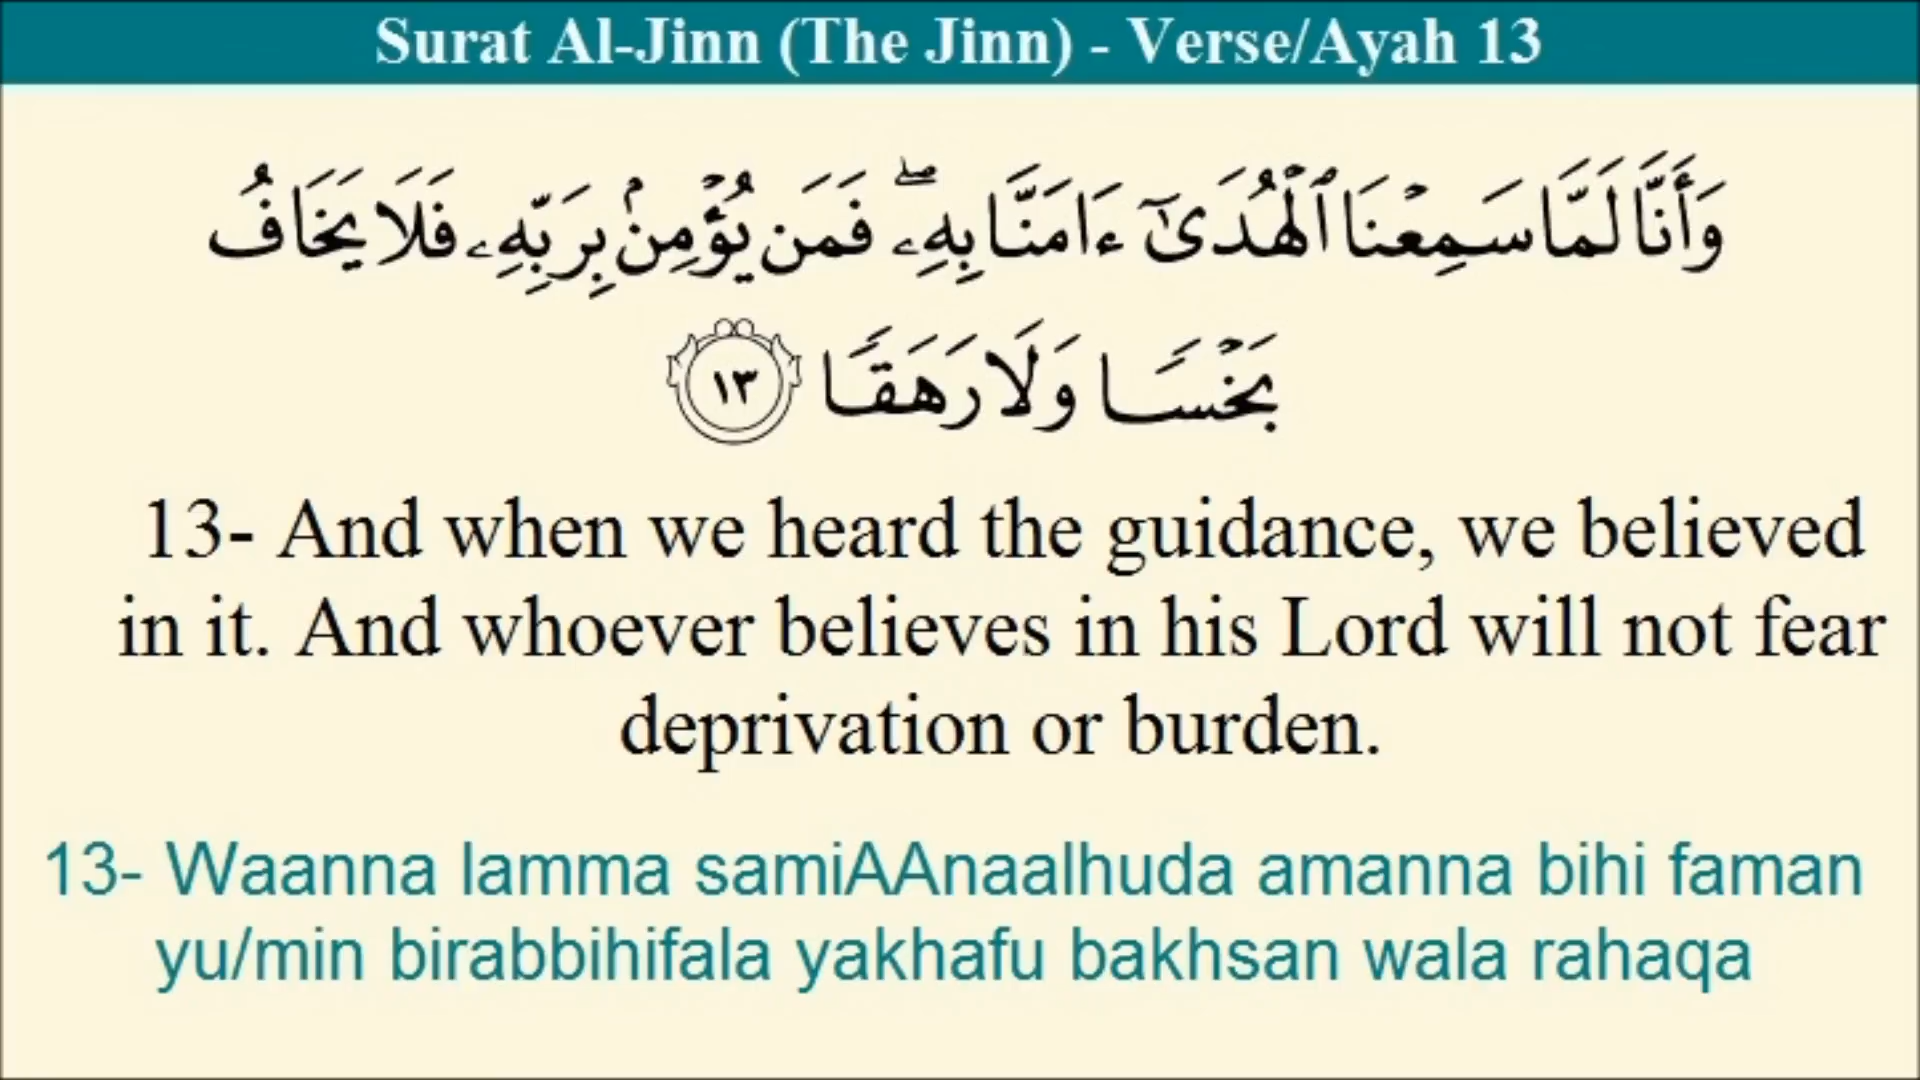 Surat Al-Jinn (The Jinn) - Verse/Ayah 13
وَأَنَّا لَمَّا سَمِعْنَا ٱلْهُدَىٰٓ ءَامَنَّا بِهِۦ ۖ فَمَن يُؤْمِنۢ بِرَبِّهِۦ فَلَا يَخَافُ
بَخْسًا وَلَا رَهَقًا ١٣
13- And when we heard the guidance, we believed
in it. And whoever believes in his Lord will not fear
deprivation or burden.
13- Waanna lamma samiAAnaalhuda amanna bihi faman
yu/min birabbihifala yakhafu bakhsan wala rahaqa